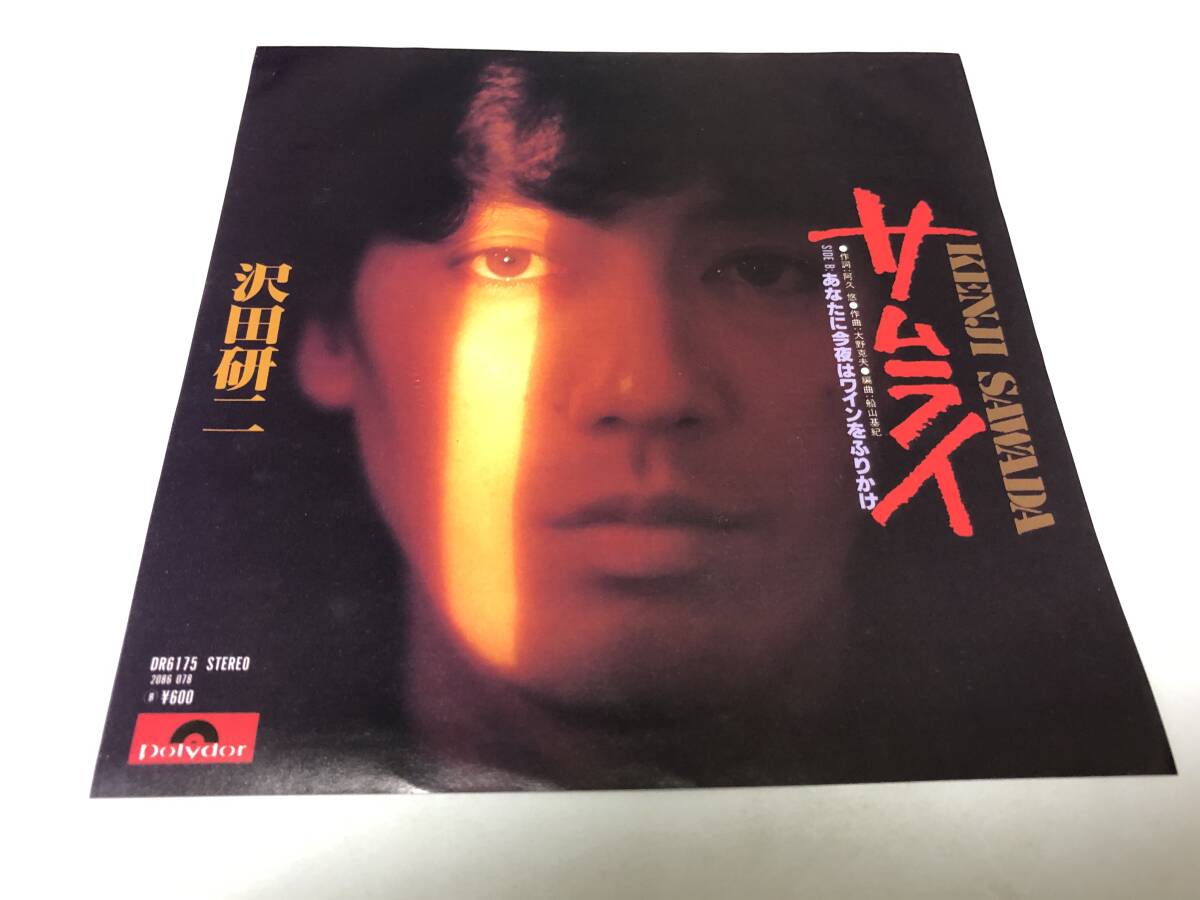 サムライ
KENJI SAWADA
●作詞:阿久 悠●作曲:大野克夫●編曲:船山基紀
SIDE B: あなたに今夜はワインをふりかけ
沢田研二
DR6175 STEREO
2086 078
Ⓡ ¥600
polydor